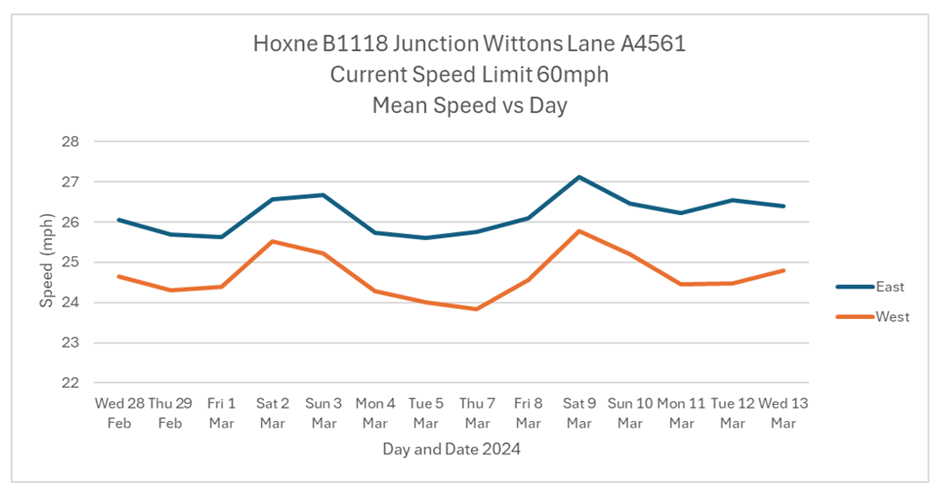 Hoxne B1118 Junction Wittons Lane A4561
Current Speed Limit 60mph
Mean Speed vs Day
28
27
26
25
24
23
22
Speed (mph)
Wed 28 Feb
Thu 29 Feb
Fri 1 Mar
Sat 2 Mar
Sun 3 Mar
Mon 4 Mar
Tue 5 Mar
Thu 7 Mar
Fri 8 Mar
Sat 9 Mar
Sun 10 Mar
Mon 11 Mar
Tue 12 Mar
Wed 13 Mar
Day and Date 2024
East
West